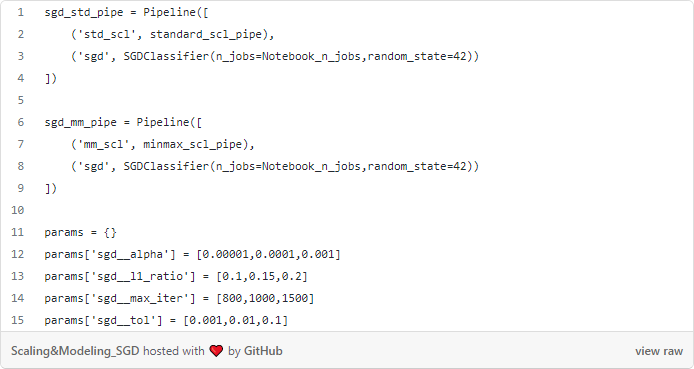 1 sgd_std_pipe = Pipeline([
2     ('std_scl', standard_scl_pipe),
3     ('sgd', SGDClassifier(n_jobs=Notebook_n_jobs,random_state=42))
4 ])
5
6 sgd_mm_pipe = Pipeline([
7     ('mm_scl', minmax_scl_pipe),
8     ('sgd', SGDClassifier(n_jobs=Notebook_n_jobs,random_state=42))
9 ])
10
11 params = {}
12 params['sgd__alpha'] = [0.00001,0.0001,0.001]
13 params['sgd__l1_ratio'] = [0.1,0.15,0.2]
14 params['sgd__max_iter'] = [800,1000,1500]
15 params['sgd__tol'] = [0.001,0.01,0.1]
Scaling&Modeling_SGD hosted with ❤ by GitHub view raw